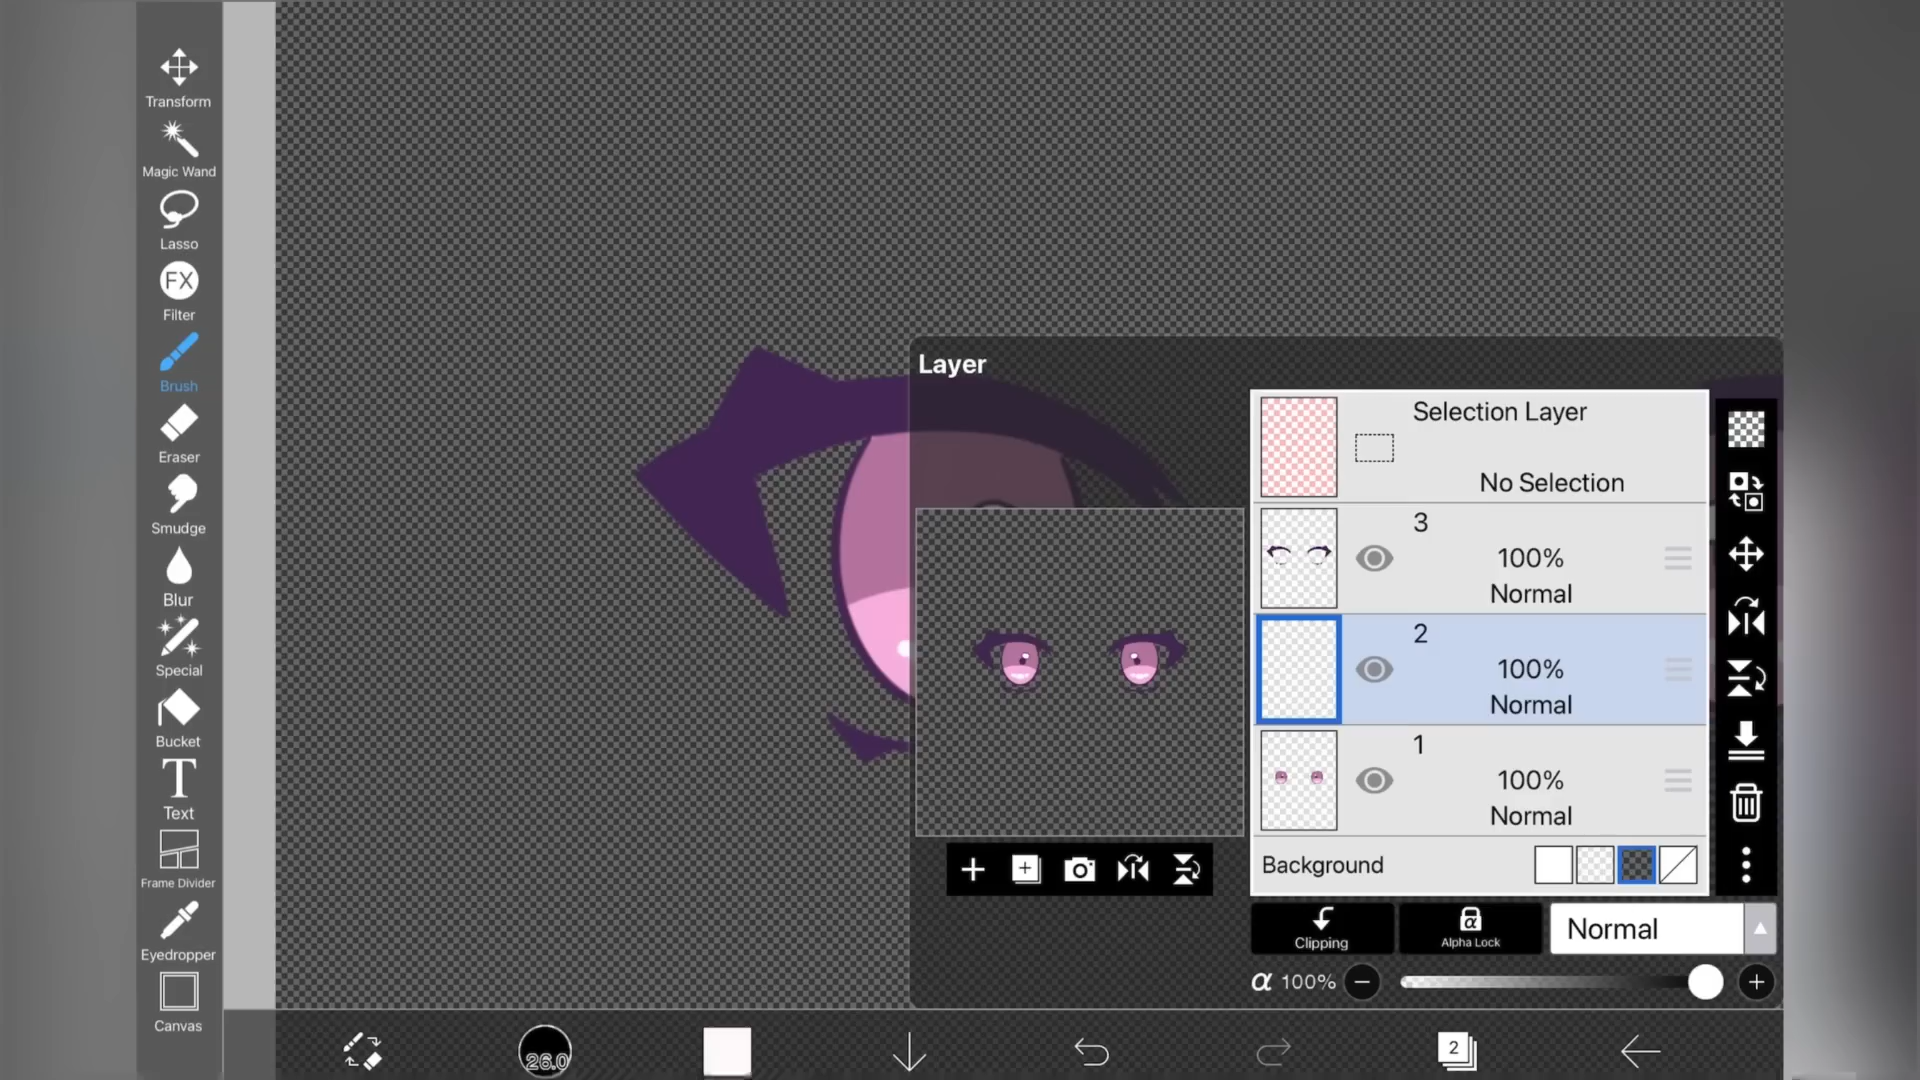 Transform
Magic Wand
Lasso
FX
Filter
Brush
Eraser
Smudge
Blur
Special
Bucket
T
Text
Frame Divider
Eyedropper
Canvas
Layer
Selection Layer
No Selection
3
100%
Normal
2
100%
Normal
1
100%
Normal
Background
Clipping
α
Alpha Lock
Normal
α 100%
26.0
2